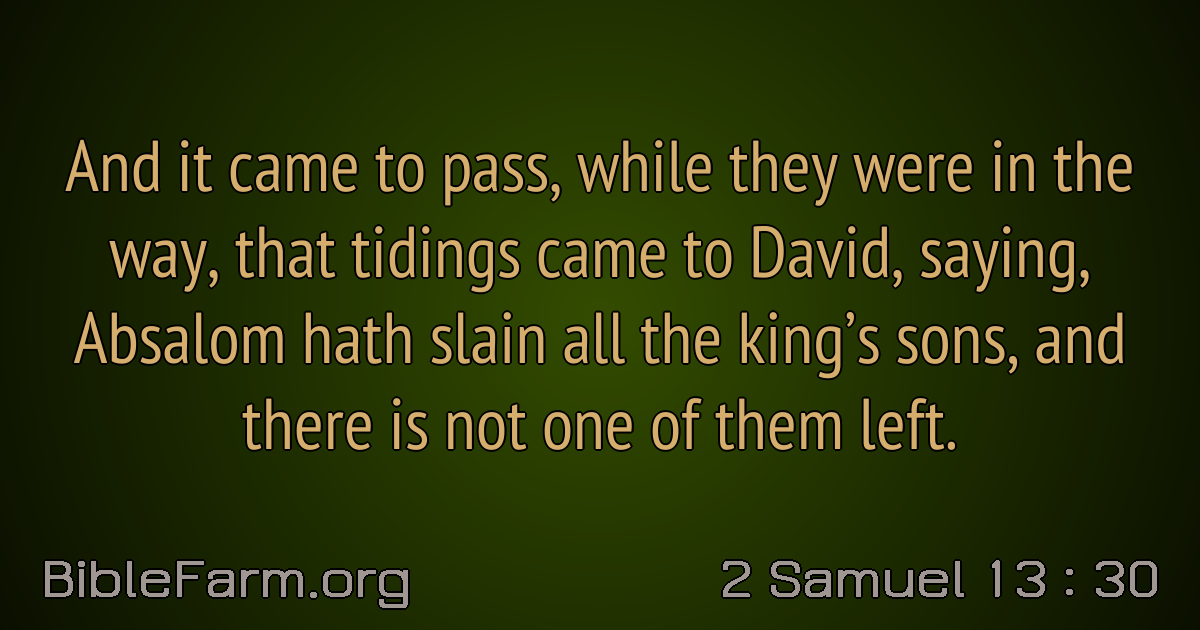 And it came to pass, while they were in the
way, that tidings came to David, saying,
Absalom hath slain all the king’s sons, and
there is not one of them left.
BibleFarm.org
2 Samuel 13 : 30